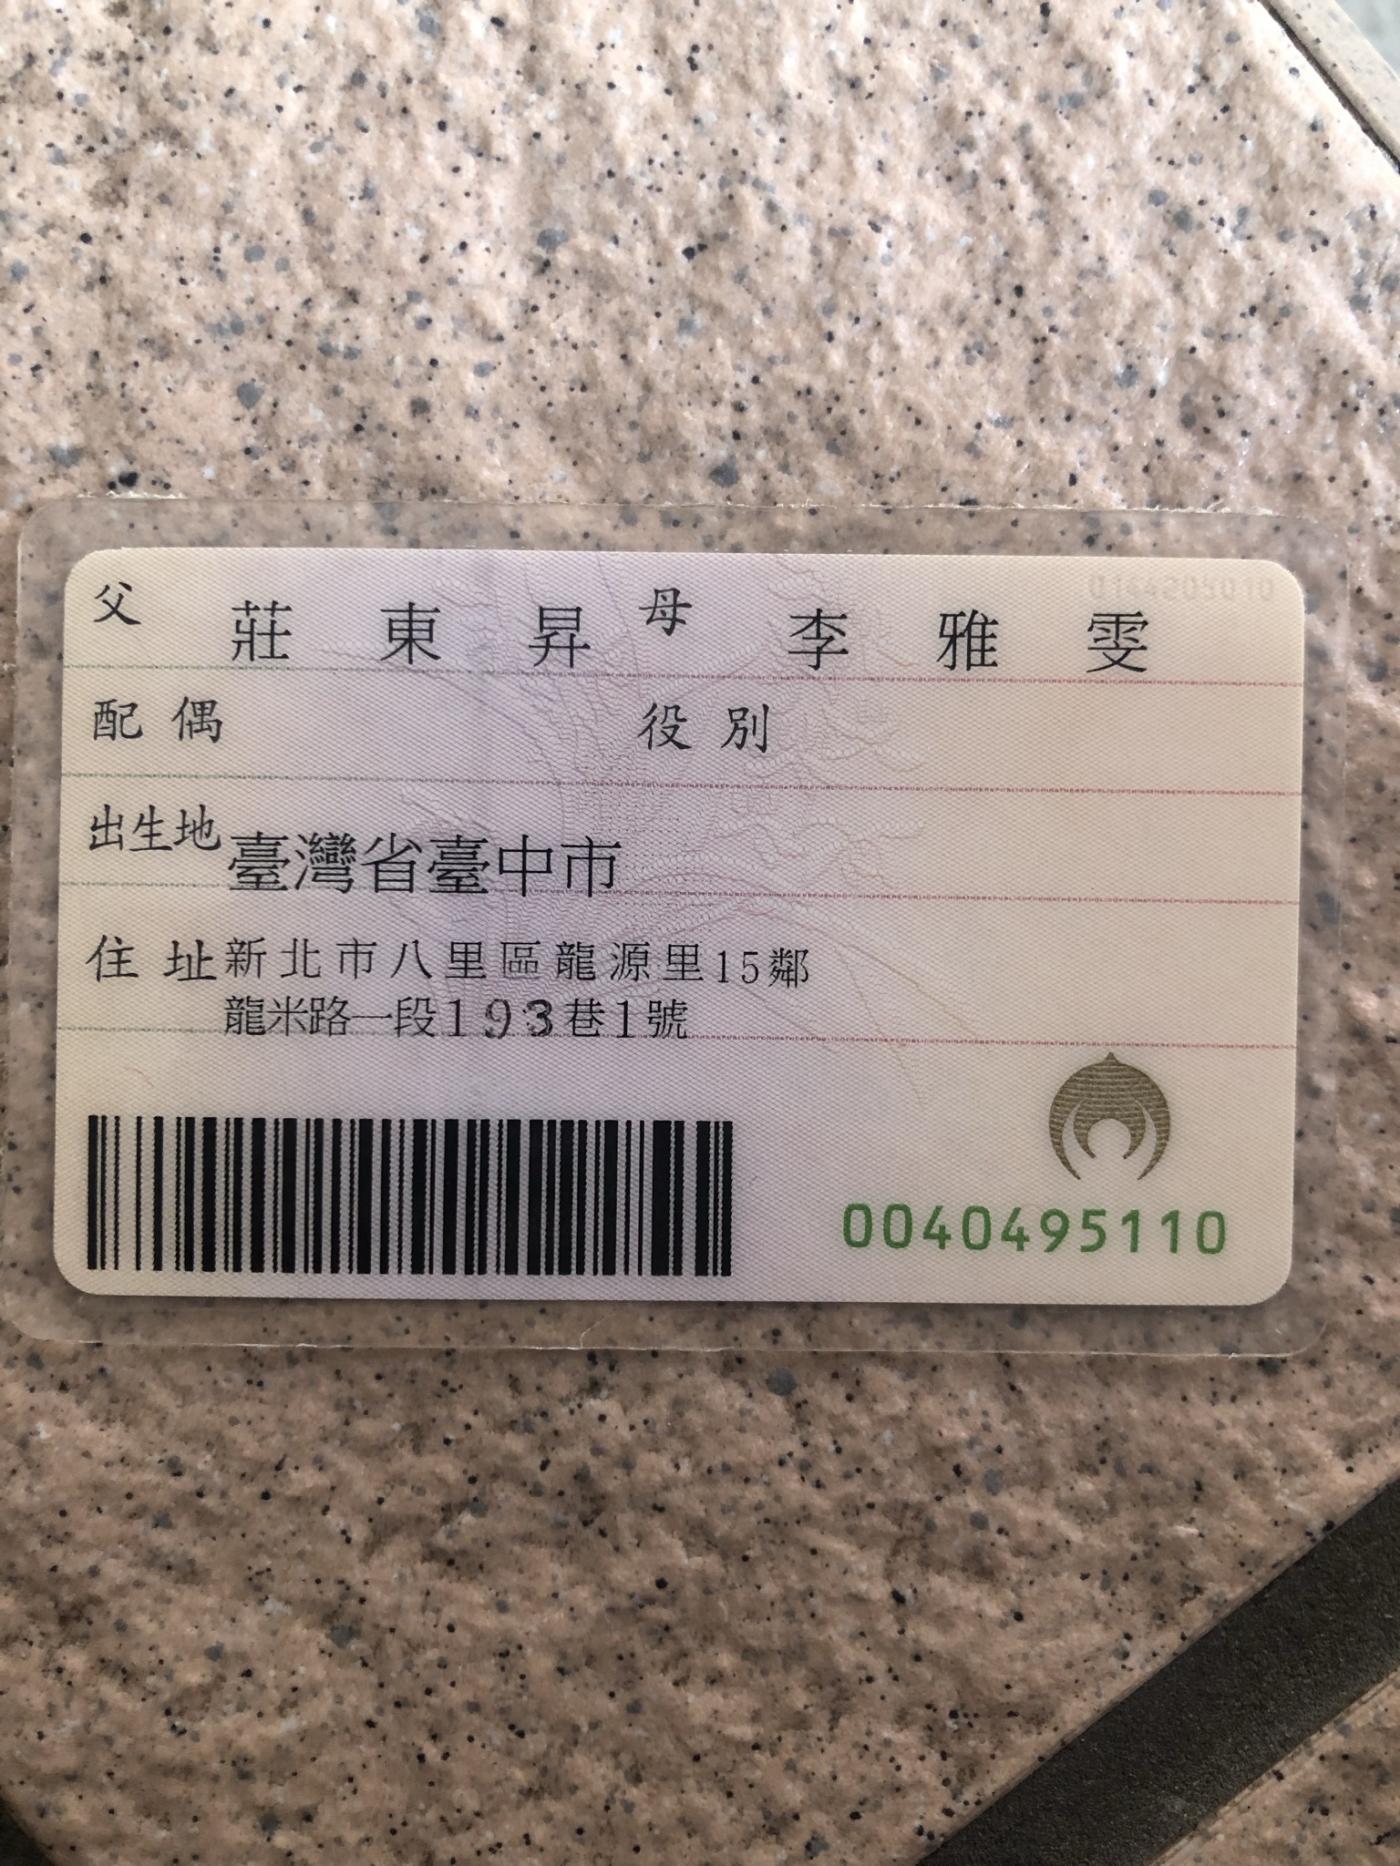 父 莊東昇 母 李雅雯
配偶 役別
出生地 臺灣省臺中市
住址 新北市八里區龍源里15鄰
龍米路一段193巷1號
0040495110